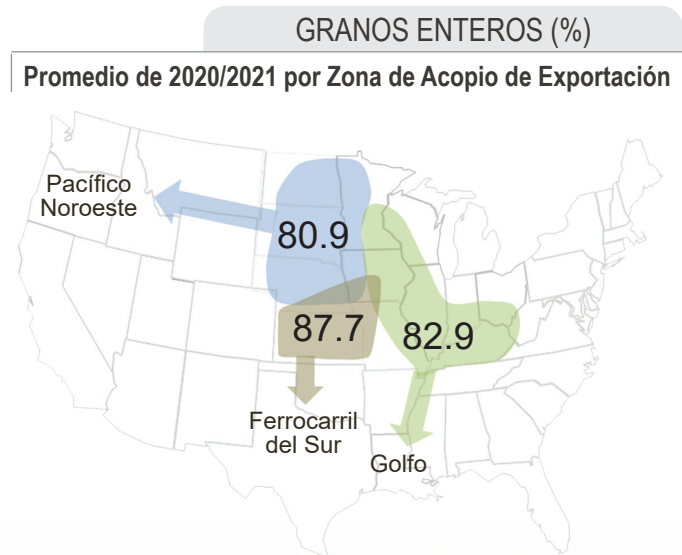 GRANOS ENTEROS (%)
Promedio de 2020/2021 por Zona de Acopio de Exportación
Pacífico
Noroeste
80.9
87.7
82.9
Ferrocarril
del Sur
Golfo